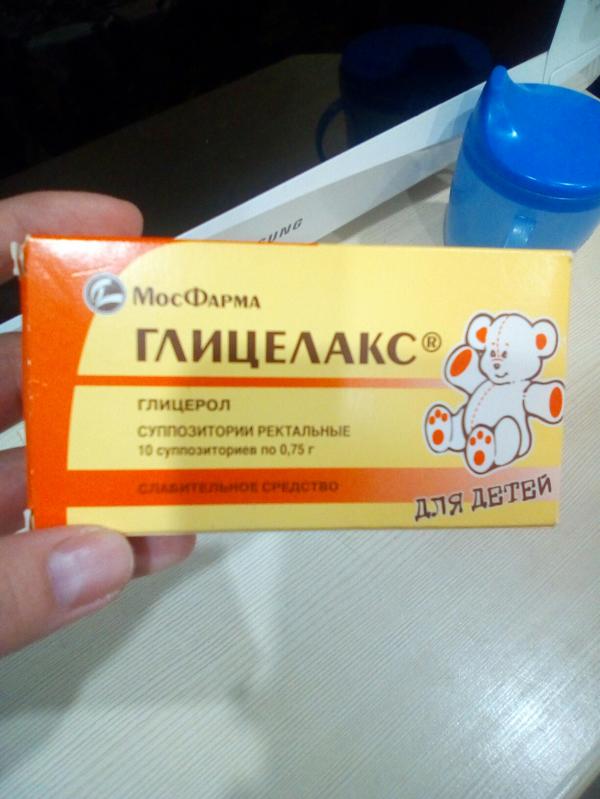 МосФарма
ГЛИЦЕЛАКС®
ГЛИЦЕРОЛ
СУППОЗИТОРИИ РЕКТАЛЬНЫЕ
10 суппозиториев по 0,75 г
СЛАБИТЕЛЬНОЕ СРЕДСТВО
ДЛЯ ДЕТЕЙ